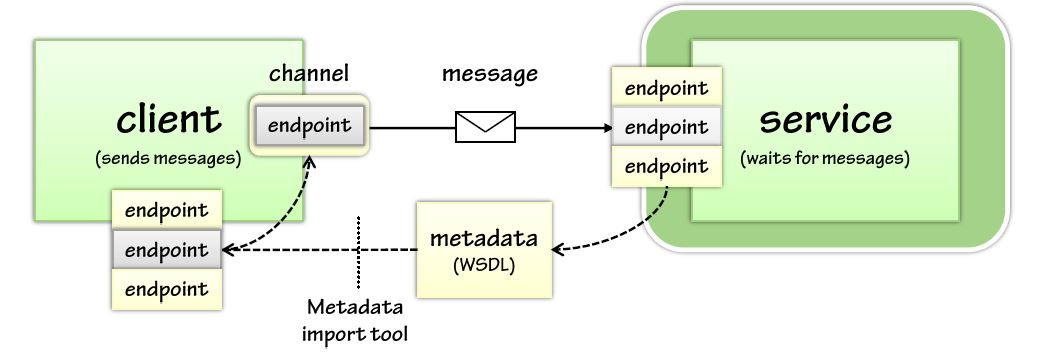 channel
message
client
(sends messages)
endpoint
endpoint
endpoint
endpoint
service
(waits for messages)
endpoint
endpoint
endpoint
metadata
(WSDL)
Metadata
import tool